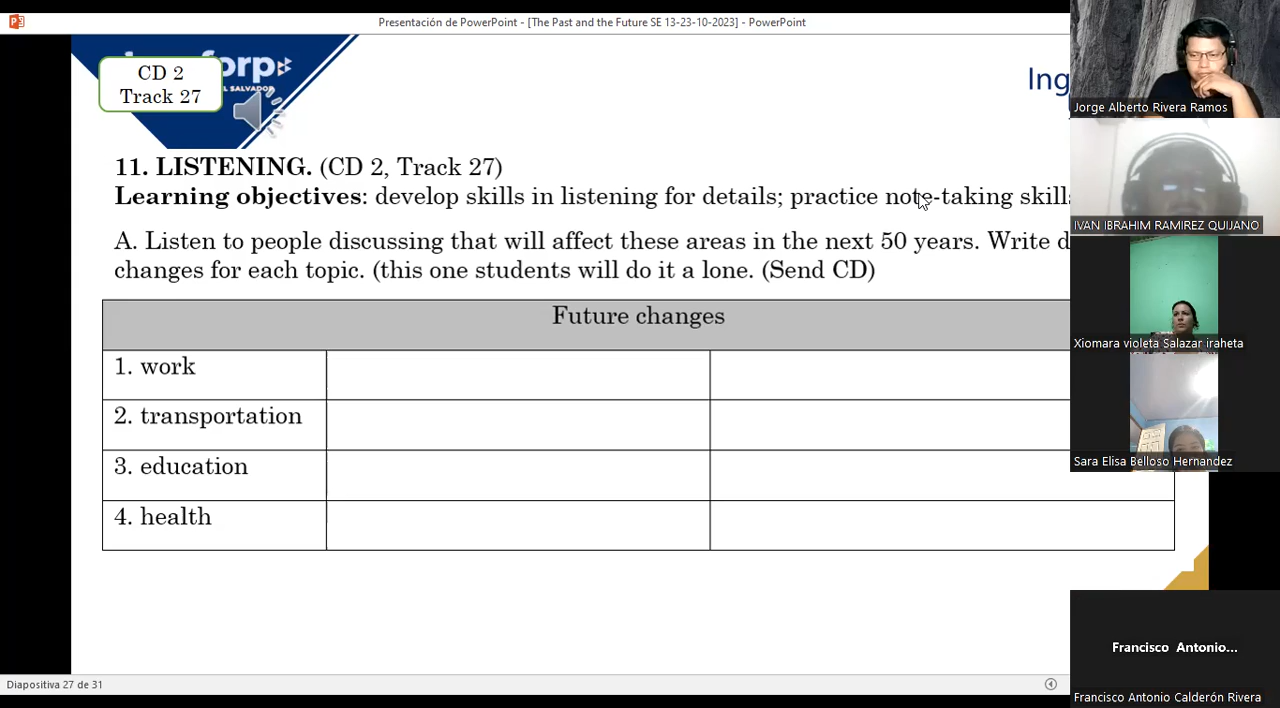 Presentación de PowerPoint - [The Past and the Future SE 13-23-10-2023] - PowerPoint
CD 2
Track 27
Ing
11. LISTENING. (CD 2, Track 27)
Learning objectives: develop skills in listening for details; practice note-taking skills
A. Listen to people discussing that will affect these areas in the next 50 years. Write
changes for each topic. (this one students will do it a lone. (Send CD)
Future changes
1. work
2. transportation
3. education
4. health
Diapositiva 27 de 31
Jorge Alberto Rivera Ramos
IVAN IBRAHIM RAMIREZ QUIJANO
Xiomara violeta Salazar iraheta
Sara Elisa Belloso Hernandez
Francisco Antonio...
Francisco Antonio Calderón Rivera